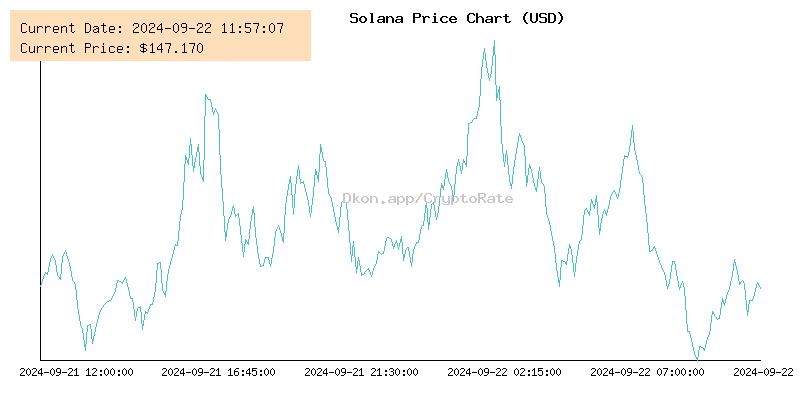 Solana Price Chart (USD)
Current Date: 2024-09-22 11:57:07
Current Price: $147.170
Dkon.app/CryptoRate
2024-09-21 12:00:00 2024-09-21 16:45:00 2024-09-21 21:30:00 2024-09-22 02:15:00 2024-09-22 07:00:00 2024-09-22